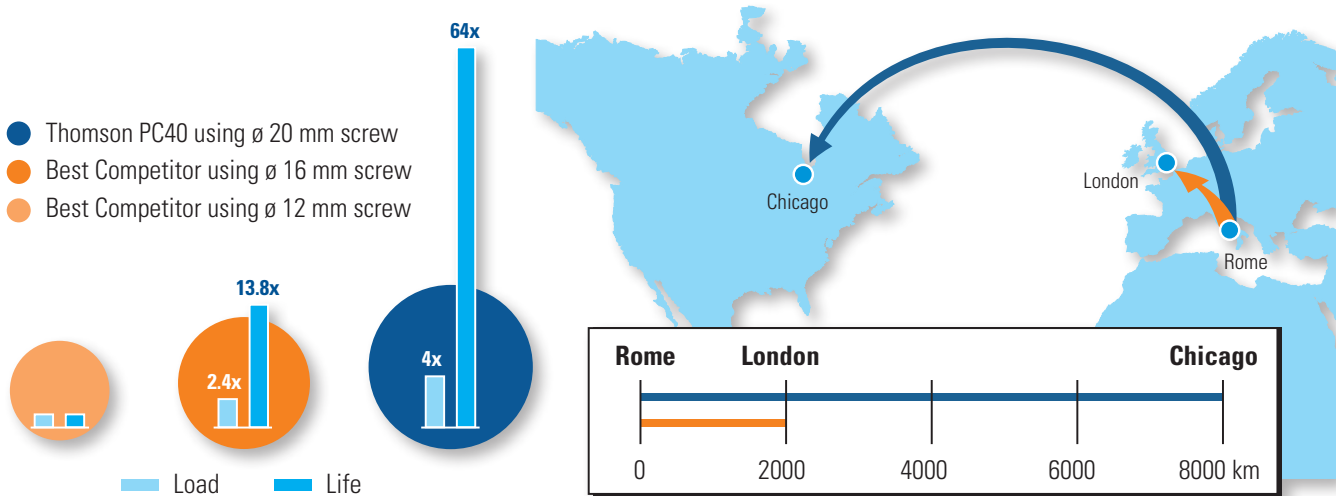 Thomson PC40 using ø 20 mm screw
Best Competitor using ø 16 mm screw
Best Competitor using ø 12 mm screw
2.4x
13.8x
4x
64x
Load
Life
Chicago
London
Rome
Rome London Chicago
0 2000 4000 6000 8000 km